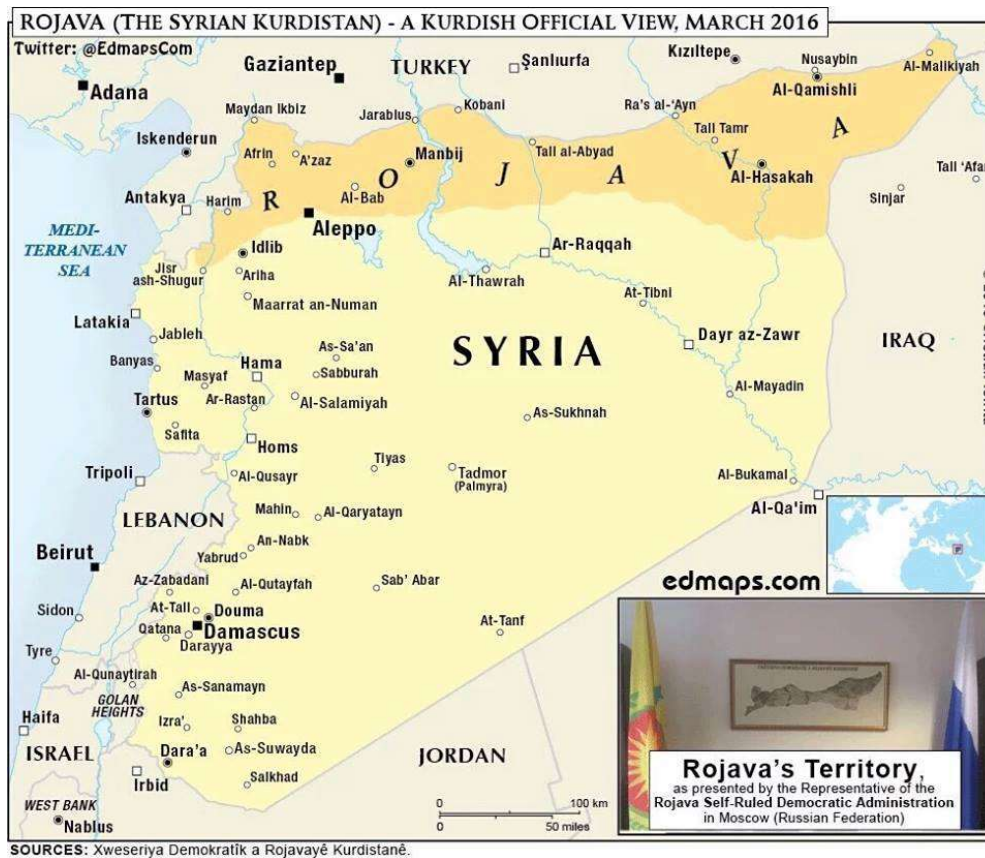 ROJAVA (THE SYRIAN KURDISTAN) - A KURDISH OFFICIAL VIEW, MARCH 2016
Twitter: @EdmapsCom
Adana
Gaziantep
TURKEY
Şanlıurfa
Kızıltepe
Nusaybin
Al-Malikiyah
Al-Qamishli
Maydan Ikbiz
Jarablus
Kobani
Ra's al-'Ayn
Iskenderun
Afrin
A'zaz
Manbij
Tall al-Abyad
Tall Tamr
Al-Hasakah
Tall 'Afar
ROJAVA
Antakya
Harim
Al-Bab
Sinjar
Aleppo
MEDI-
TERRANEAN
SEA
Idlib
Ar-Raqqah
Jisr
ash-Shugur
Ariha
Al-Thawrah
Maarrat an-Numan
At-Tibni
Latakia
Jableh
As-Sa'an
SYRIA
Dayr az-Zawr
IRAQ
Banyas
Masyaf
Hama
Sabburah
Tartus
Ar-Rastan
Al-Salamiyah
Al-Mayadin
As-Sukhnah
Safita
Homs
Tripoli
Al-Qusayr
Tiyas
Tadmor
(Palmyra)
Al-Bukamal
Al-Qa'im
LEBANON
Mahin
Al-Qaryatayn
An-Nabk
Beirut
Yabrud
Az-Zabadani
Al-Qutayfah
Sab' Abar
edmaps.com
At-Tall
Douma
Sidon
Qatana
Damascus
Darayya
At-Tanf
Tyre
Al-Qunaytirah
GOLAN
HEIGHTS
As-Sanamayn
Haifa
Izra'
Shahba
ISRAEL
Dara'a
As-Suwayda
JORDAN
Irbid
Salkhad
WEST BANK
Nablus
0 100 km
0 50 miles
Rojava's Territory,
as presented by the Representative of the
Rojava Self-Ruled Democratic Administration
in Moscow (Russian Federation)
SOURCES: Xweseriya Demokratîk a Rojavayê Kurdistanê.